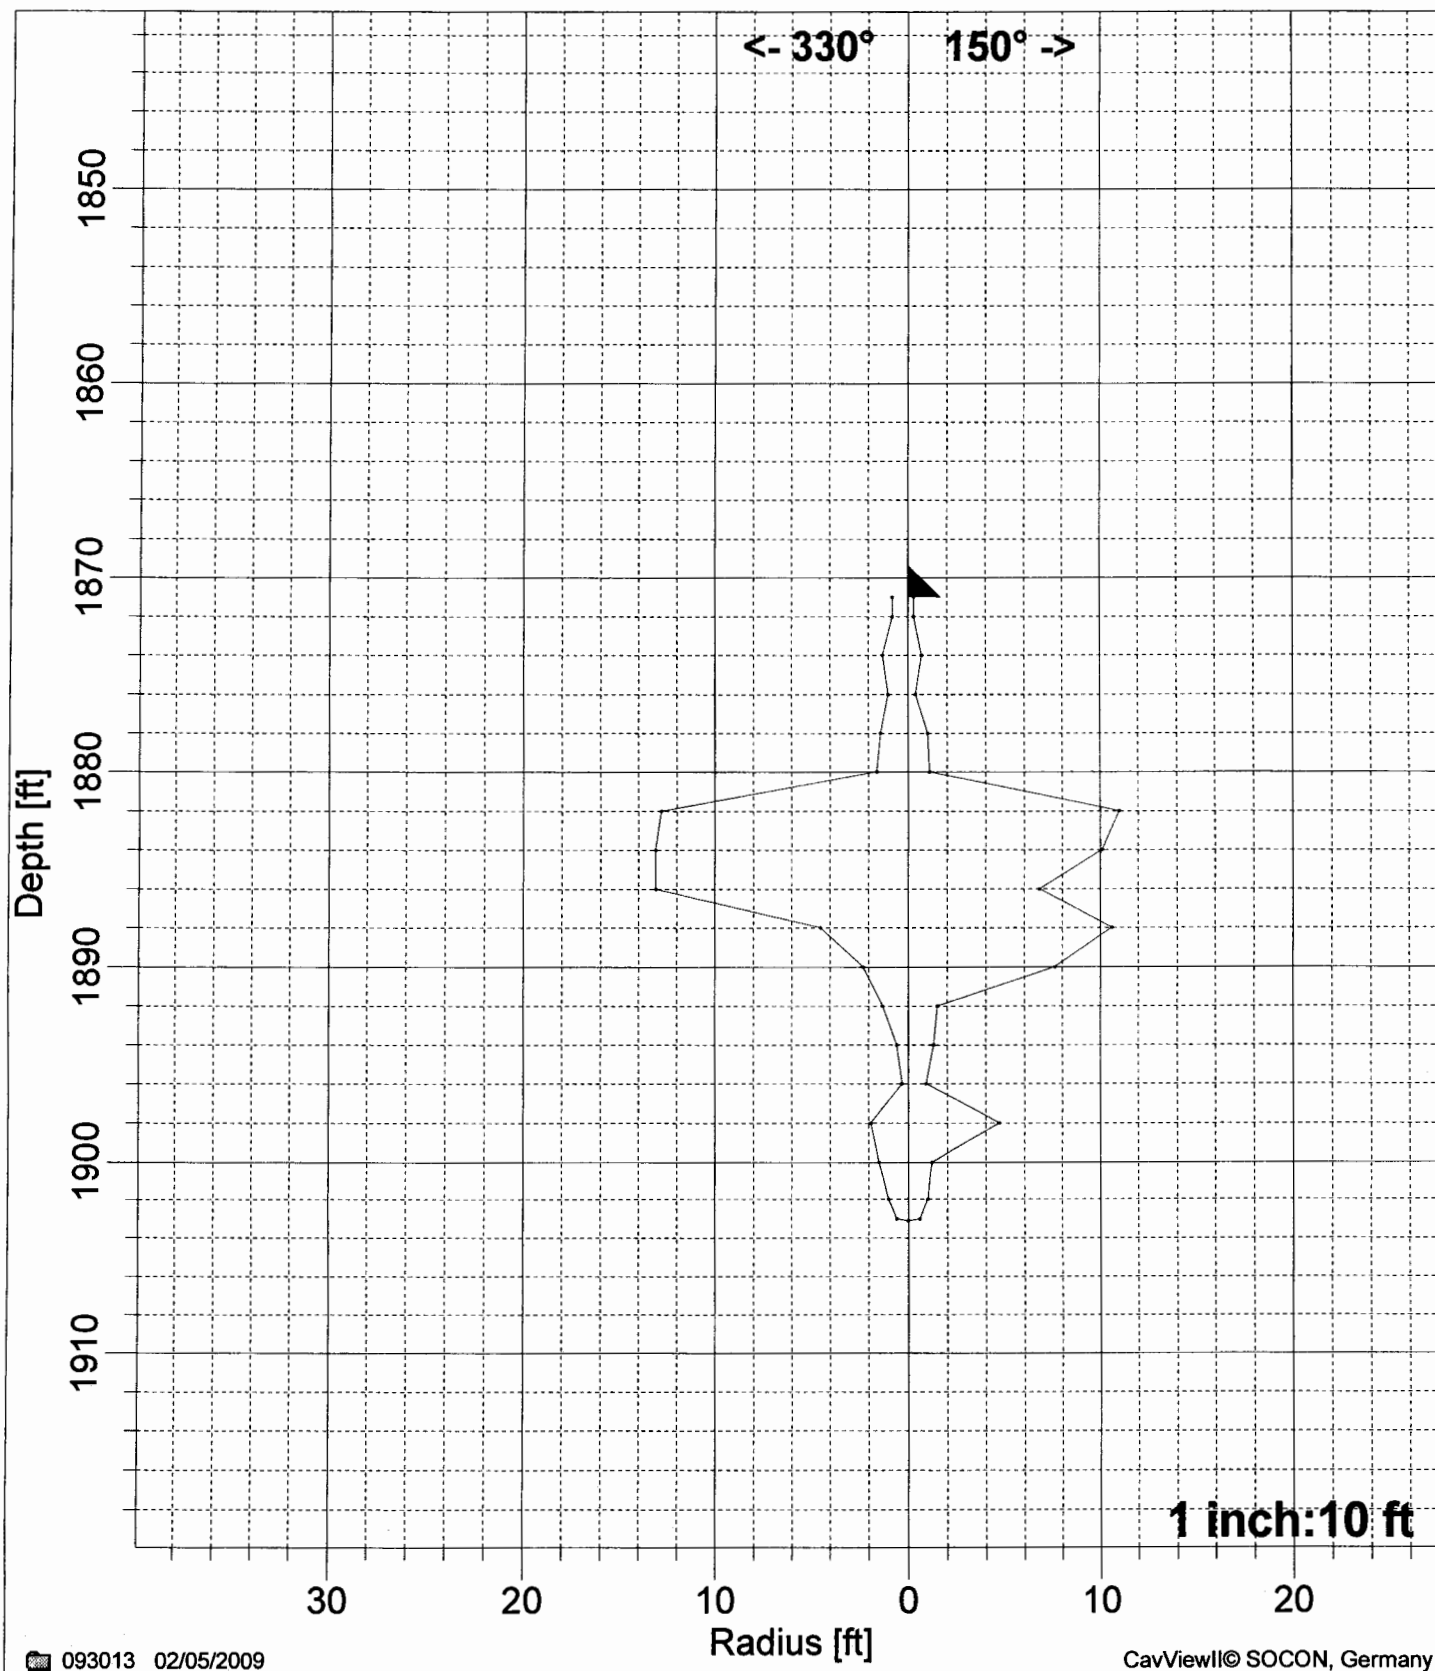 <- 330° 150° ->
1850
1860
1870
1880
1890
1900
1910
Depth [ft]
1 inch:10 ft
30 20 10 0 10 20
Radius [ft]
093013 02/05/2009
CavViewII© SOCON, Germany